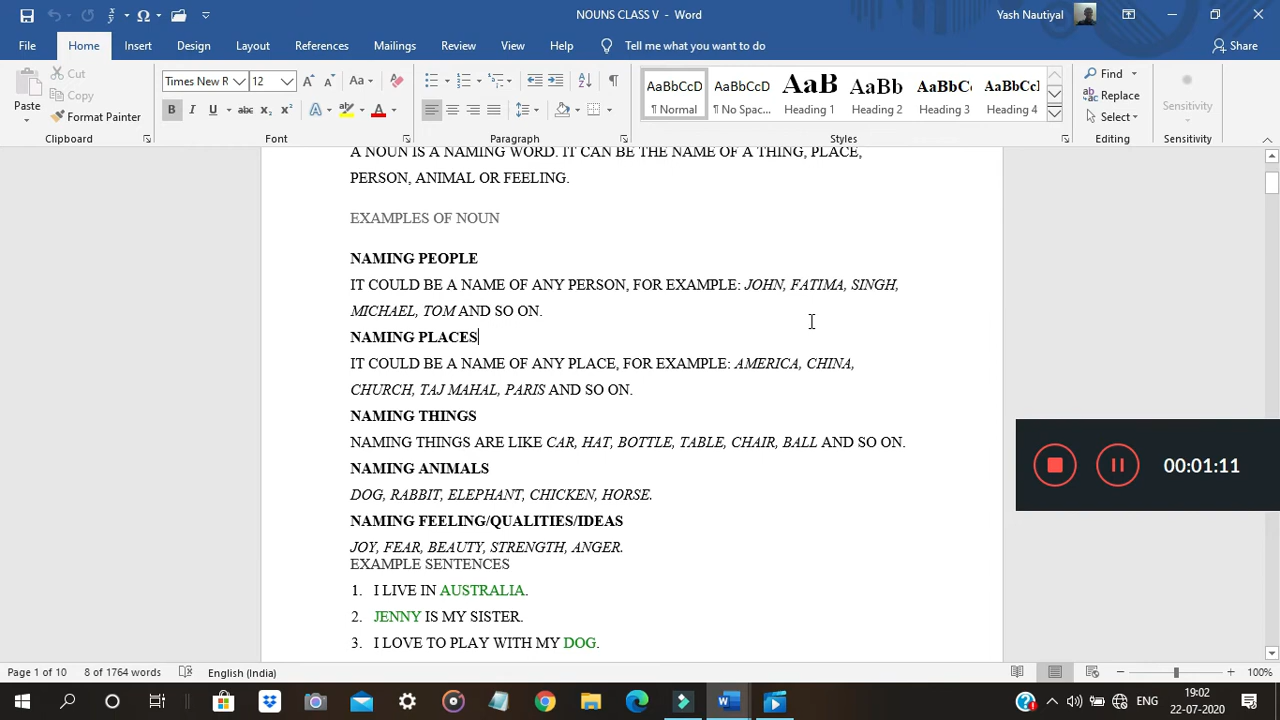 NOUNS CLASS V - Word
Yash Nautiyal
File Home Insert Design Layout References Mailings Review View Help Tell me what you want to do Share
Paste
Cut
Copy
Format Painter
Times New R 12
Aa
B I U abc x₂ x²
A
AaBbCcD AaBbCcD AaB AaBb AaBbC AaBbCcI
¶ Normal ¶ No Spac... Heading 1 Heading 2 Heading 3 Heading 4
Find
Replace
Select
Sensitivity
Clipboard Font Paragraph Styles Editing Sensitivity
A NOUN IS A NAMING WORD. IT CAN BE THE NAME OF A THING, PLACE,
PERSON, ANIMAL OR FEELING.
EXAMPLES OF NOUN
NAMING PEOPLE
IT COULD BE A NAME OF ANY PERSON, FOR EXAMPLE: JOHN, FATIMA, SINGH,
MICHAEL, TOM AND SO ON.
NAMING PLACES
IT COULD BE A NAME OF ANY PLACE, FOR EXAMPLE: AMERICA, CHINA,
CHURCH, TAJ MAHAL, PARIS AND SO ON.
NAMING THINGS
NAMING THINGS ARE LIKE CAR, HAT, BOTTLE, TABLE, CHAIR, BALL AND SO ON.
NAMING ANIMALS
DOG, RABBIT, ELEPHANT, CHICKEN, HORSE.
NAMING FEELING/QUALITIES/IDEAS
JOY, FEAR, BEAUTY, STRENGTH, ANGER.
EXAMPLE SENTENCES
1. I LIVE IN AUSTRALIA.
2. JENNY IS MY SISTER.
3. I LOVE TO PLAY WITH MY DOG.
00:01:11
Page 1 of 10 8 of 1764 words English (India) 100%
ENG
19:02
22-07-2020